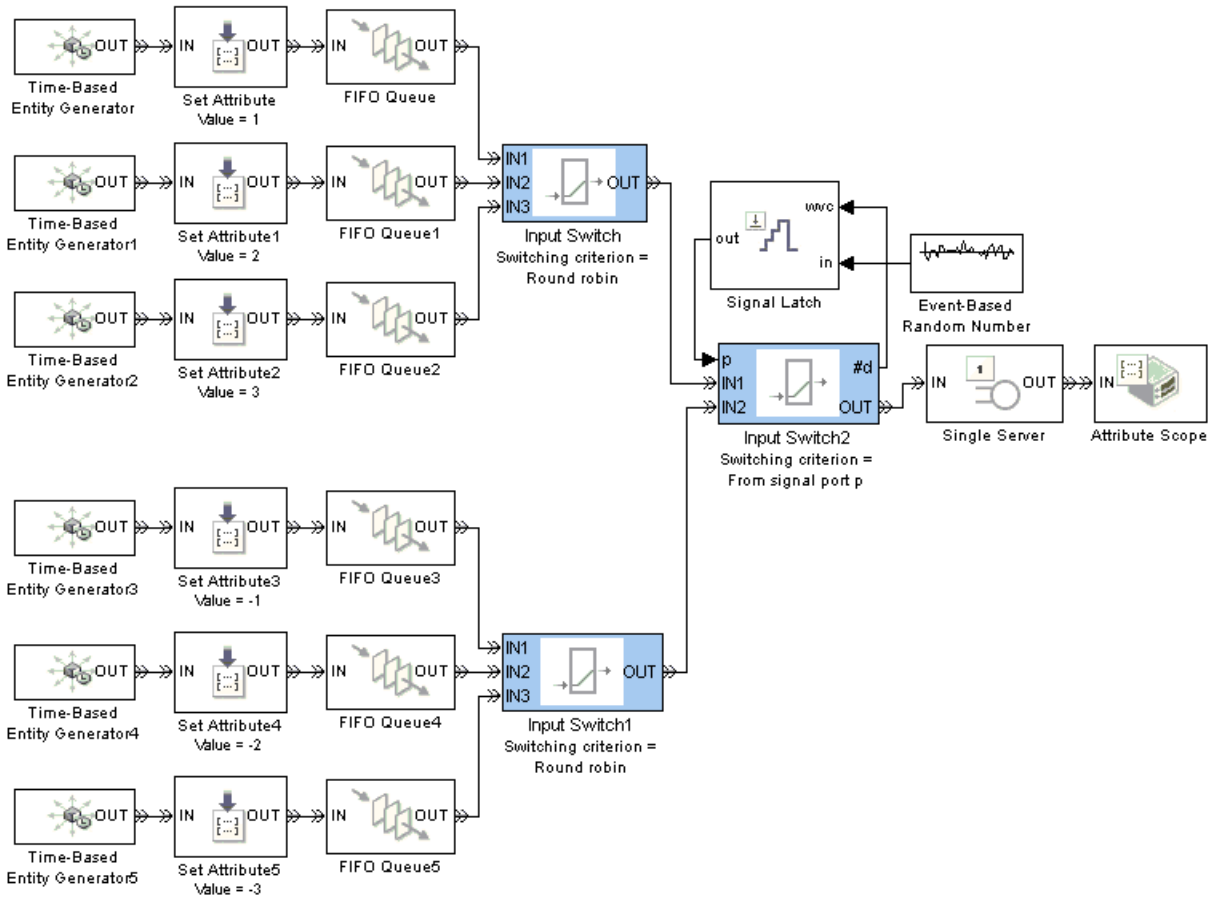 OUT IN OUT IN OUT
Time-Based
Entity Generator
Set Attribute
Value = 1
FIFO Queue
OUT IN OUT IN OUT
Time-Based
Entity Generator1
Set Attribute1
Value = 2
FIFO Queue1
OUT IN OUT IN OUT
Time-Based
Entity Generator2
Set Attribute2
Value = 3
FIFO Queue2
IN1
IN2
IN3
OUT
Input Switch
Switching criterion =
Round robin
wvc
out
in
Signal Latch
Event-Based
Random Number
p
#d
IN1
IN2
OUT
Input Switch2
Switching criterion =
From signal port p
IN 1 OUT
Single Server
IN
Attribute Scope
OUT IN OUT IN OUT
Time-Based
Entity Generator3
Set Attribute3
Value = -1
FIFO Queue3
OUT IN OUT IN OUT
Time-Based
Entity Generator4
Set Attribute4
Value = -2
FIFO Queue4
OUT IN OUT IN OUT
Time-Based
Entity Generator5
Set Attribute5
Value = -3
FIFO Queue5
IN1
IN2
IN3
OUT
Input Switch1
Switching criterion =
Round robin